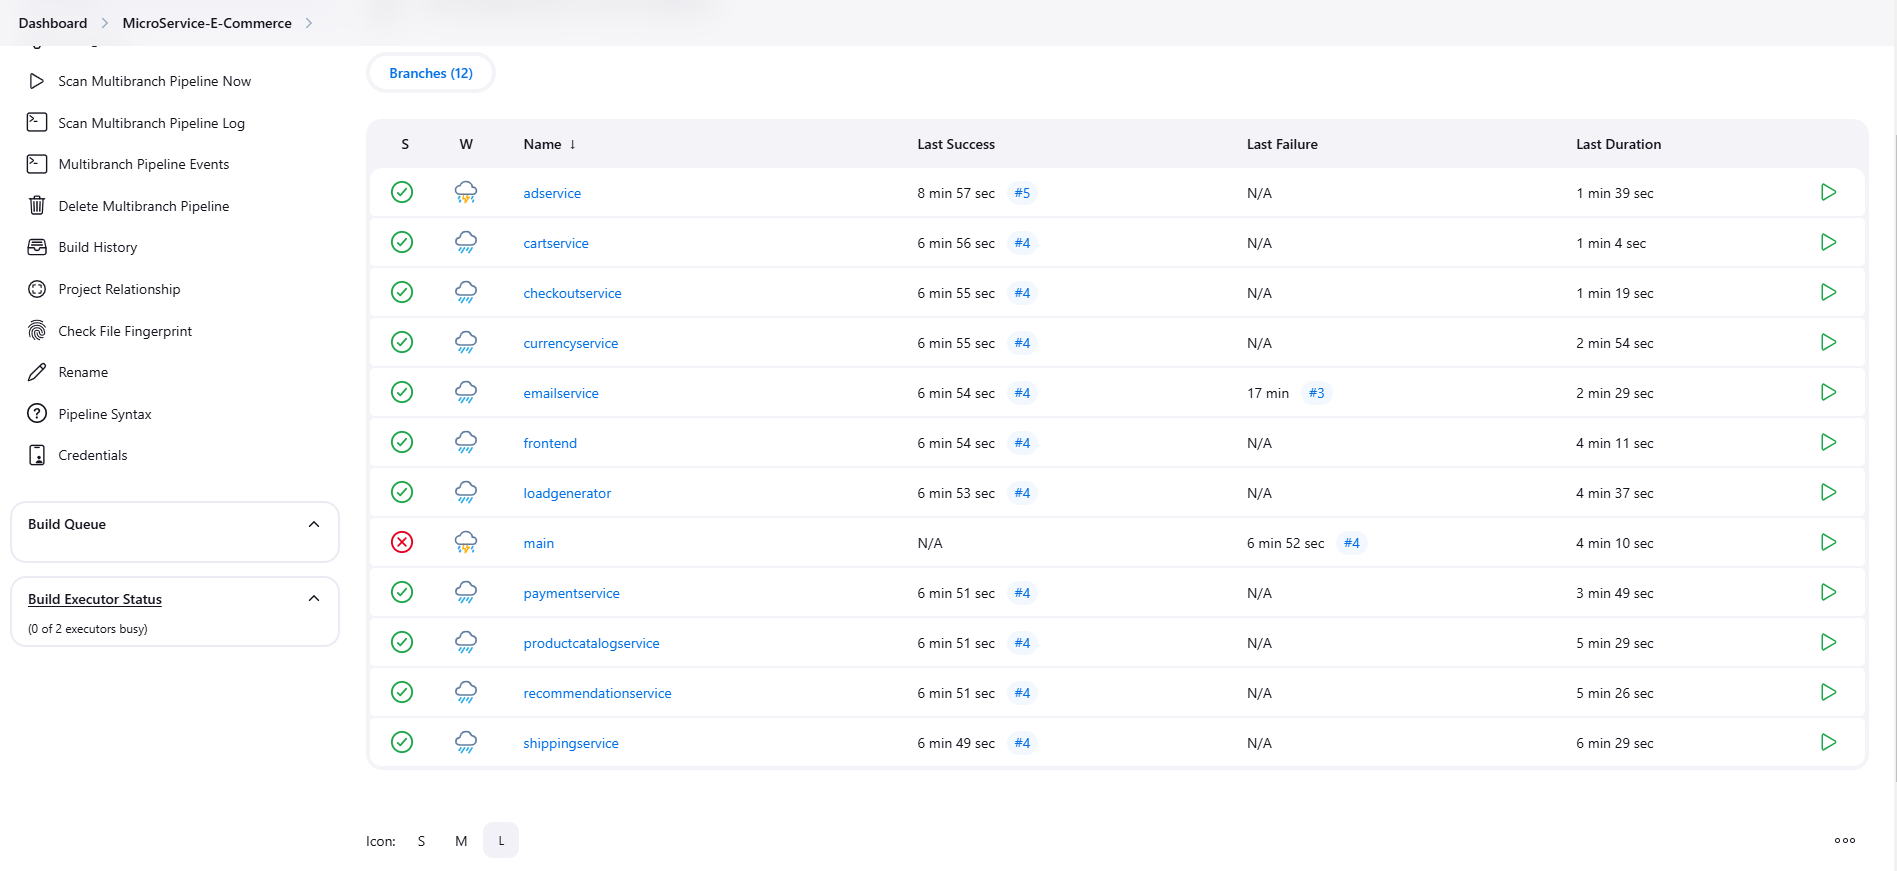 Dashboard MicroService-E-Commerce
Scan Multibranch Pipeline Now
Scan Multibranch Pipeline Log
Multibranch Pipeline Events
Delete Multibranch Pipeline
Build History
Project Relationship
Check File Fingerprint
Rename
Pipeline Syntax
Credentials
Build Queue
Build Executor Status
(0 of 2 executors busy)
Branches (12)
S W Name ↓ Last Success Last Failure Last Duration
adservice 8 min 57 sec #5 N/A 1 min 39 sec
cartservice 6 min 56 sec #4 N/A 1 min 4 sec
checkoutservice 6 min 55 sec #4 N/A 1 min 19 sec
currencyservice 6 min 55 sec #4 N/A 2 min 54 sec
emailservice 6 min 54 sec #4 17 min #3 2 min 29 sec
frontend 6 min 54 sec #4 N/A 4 min 11 sec
loadgenerator 6 min 53 sec #4 N/A 4 min 37 sec
main N/A 6 min 52 sec #4 4 min 10 sec
paymentservice 6 min 51 sec #4 N/A 3 min 49 sec
productcatalogservice 6 min 51 sec #4 N/A 5 min 29 sec
recommendationservice 6 min 51 sec #4 N/A 5 min 26 sec
shippingservice 6 min 49 sec #4 N/A 6 min 29 sec
Icon: S M L